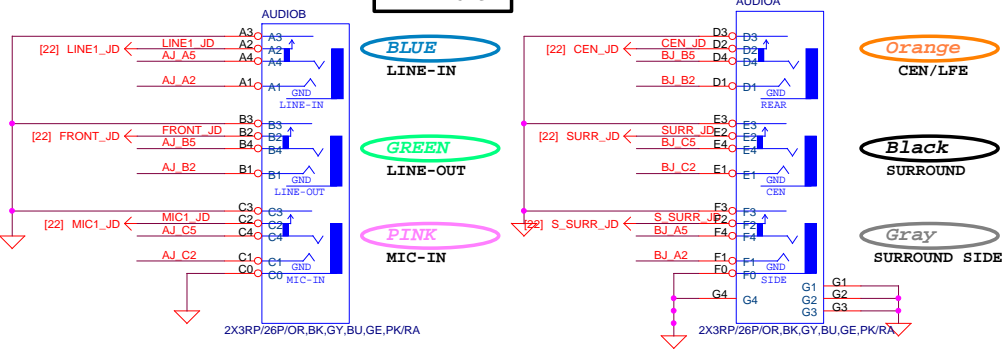 AUDIOB
A3
A3
[22] LINE1_JD
LINE1_JD
A2
A2
AJ_A5
A4
A4
AJ_A2
A1
A1
GND
LINE-IN
BLUE
LINE-IN
B3
B3
[22] FRONT_JD
FRONT_JD
B2
B2
AJ_B5
B4
B4
AJ_B2
B1
B1
GND
LINE-OUT
GREEN
LINE-OUT
C3
C3
[22] MIC1_JD
MIC1_JD
C2
C2
AJ_C5
C4
C4
AJ_C2
C1
C1
GND
C0
C0
MIC-IN
PINK
MIC-IN
2X3RP/26P/OR,BK,GY,BU,GE,PK/RA
AUDIOA
D3
D3
[22] CEN_JD
CEN_JD
D2
D2
BJ_B5
D4
D4
BJ_B2
D1
D1
GND
REAR
Orange
CEN/LFE
E3
E3
[22] SURR_JD
SURR_JD
E2
E2
BJ_C5
E4
E4
BJ_C2
E1
E1
GND
CEN
Black
SURROUND
F3
F3
[22] S_SURR_JD
S_SURR_JD
F2
F2
BJ_A5
F4
F4
BJ_A2
F1
F1
GND
F0
F0
SIDE
Gray
SURROUND SIDE
G4
G4
G1
G1
G2
G2
G3
G3
2X3RP/26P/OR,BK,GY,BU,GE,PK/RA